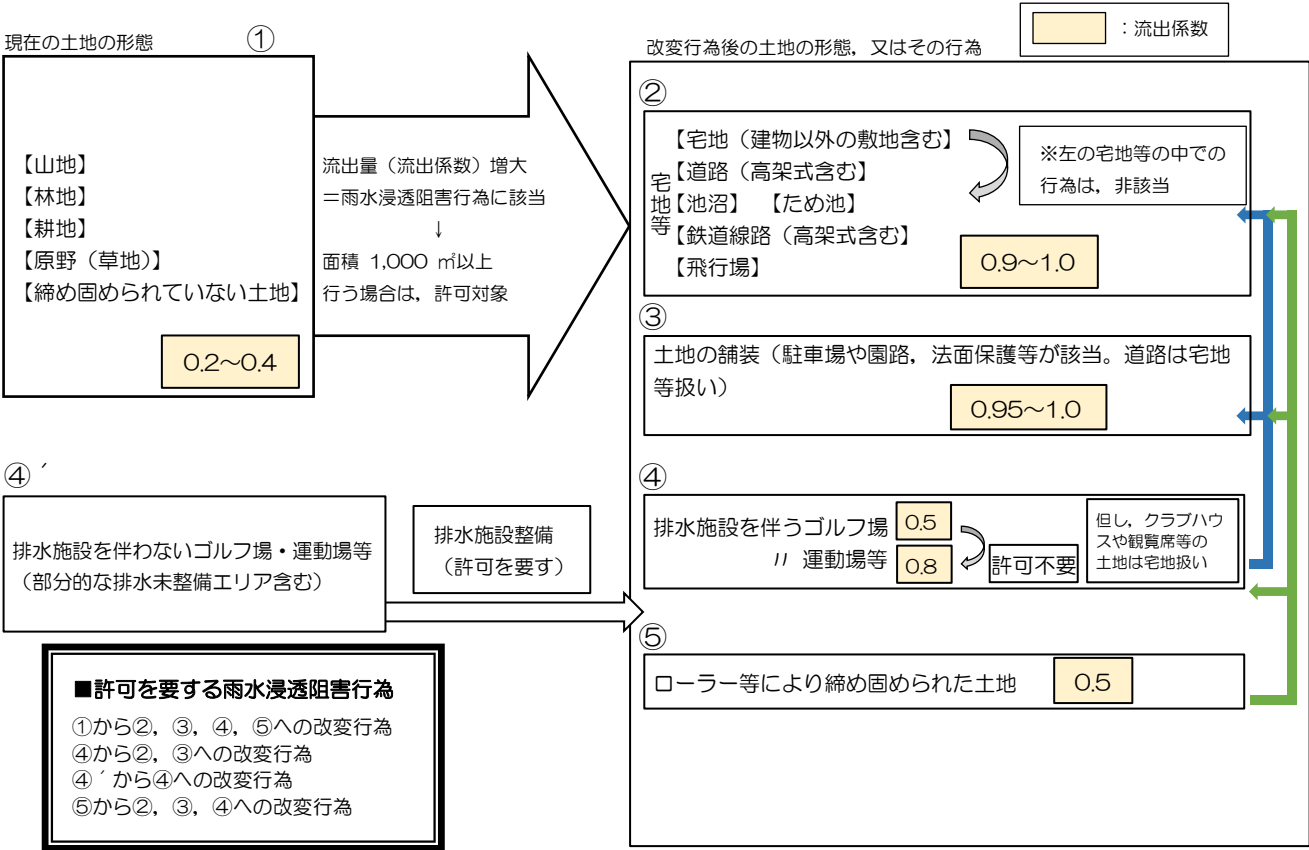 現在の土地の形態
①
【山地】
【林地】
【耕地】
【原野（草地）】
【締め固められていない土地】
0.2～0.4
流出量（流出係数）増大
＝雨水浸透阻害行為に該当
↓
面積 1,000 ㎡以上
行う場合は，許可対象
：流出係数
改変行為後の土地の形態，又はその行為
②
宅地等
【宅地（建物以外の敷地含む】
【道路（高架式含む】
【池沼】 【ため池】
【鉄道線路（高架式含む】
【飛行場】
0.9～1.0
※左の宅地等の中での
行為は，非該当
③
土地の舗装（駐車場や園路，法面保護等が該当。道路は宅地
等扱い）
0.95～1.0
④´
排水施設を伴わないゴルフ場・運動場等
（部分的な排水未整備エリア含む）
排水施設整備
（許可を要す）
④
排水施設を伴うゴルフ場
0.5
〃 運動場等
0.8
許可不要
但し，クラブハウ
スや観覧席等の
土地は宅地扱い
⑤
ローラー等により締め固められた土地
0.5
■許可を要する雨水浸透阻害行為
①から②，③，④，⑤への改変行為
④から②，③への改変行為
④´から④への改変行為
⑤から②，③，④への改変行為